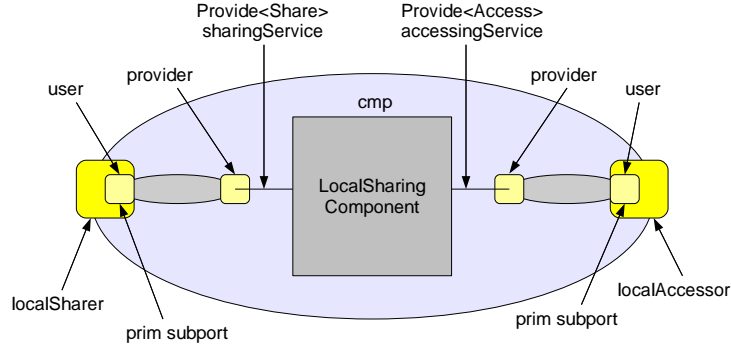 Provide<Share>
sharingService
Provide<Access>
accessingService
provider
provider
user
user
cmp
LocalSharing
Component
localSharer
localAccessor
prim subport
prim subport